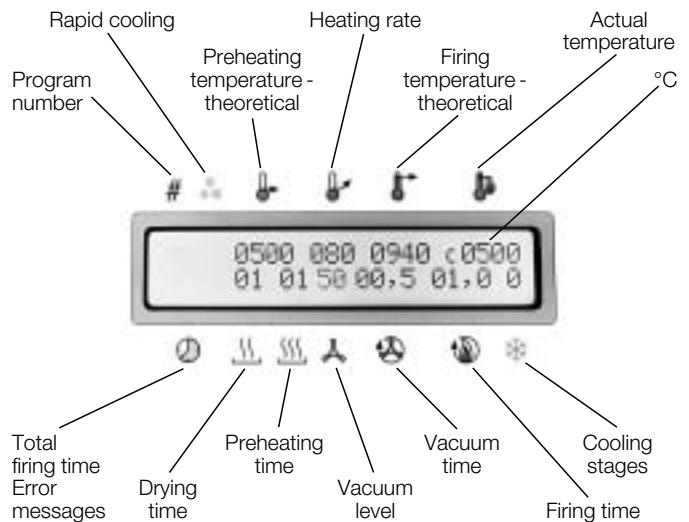 Rapid cooling
Heating rate
Actual
temperature
Program
number
Preheating
temperature -
theoretical
Firing
temperature -
theoretical
°C
#
0500 080 0940 c0500
01 01 50 00,5 01,0 0
Total
firing time
Error
messages
Drying
time
Preheating
time
Vacuum
level
Vacuum
time
Firing time
Cooling
stages